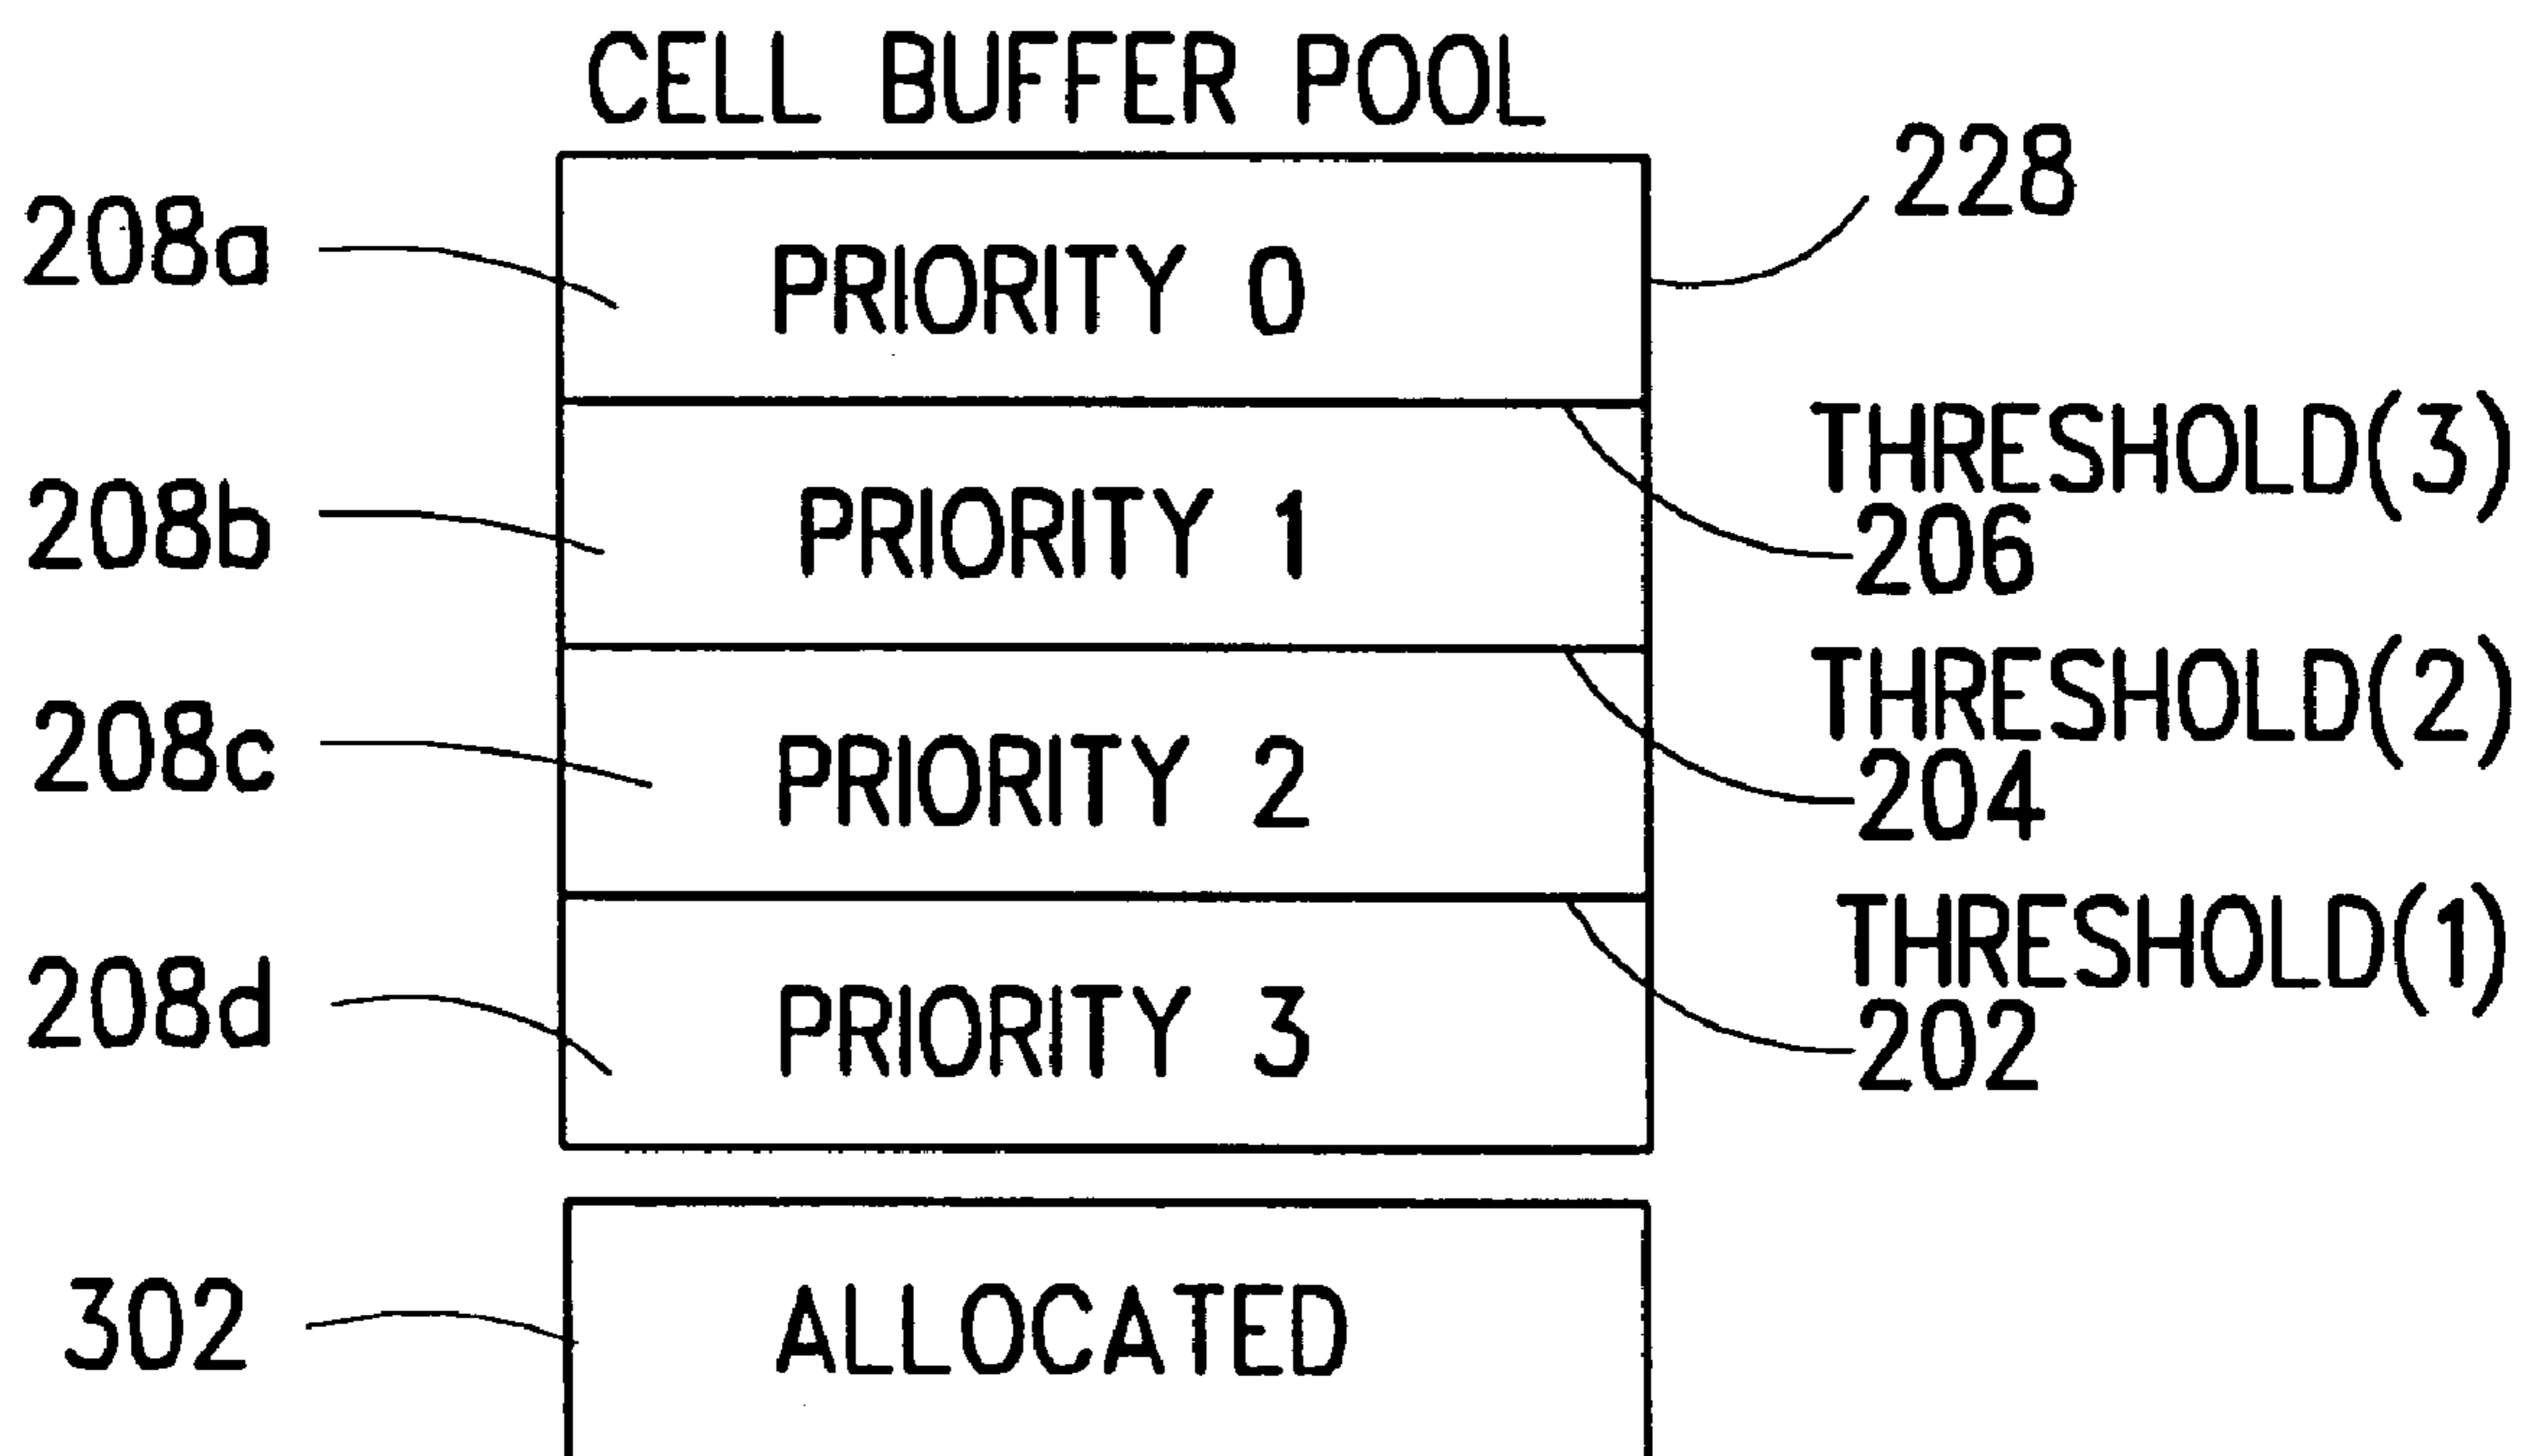 CELL BUFFER POOL
228
208a
PRIORITY 0
THRESHOLD(3)
206
208b
PRIORITY 1
THRESHOLD(2)
204
208c
PRIORITY 2
THRESHOLD(1)
202
208d
PRIORITY 3
302
ALLOCATED